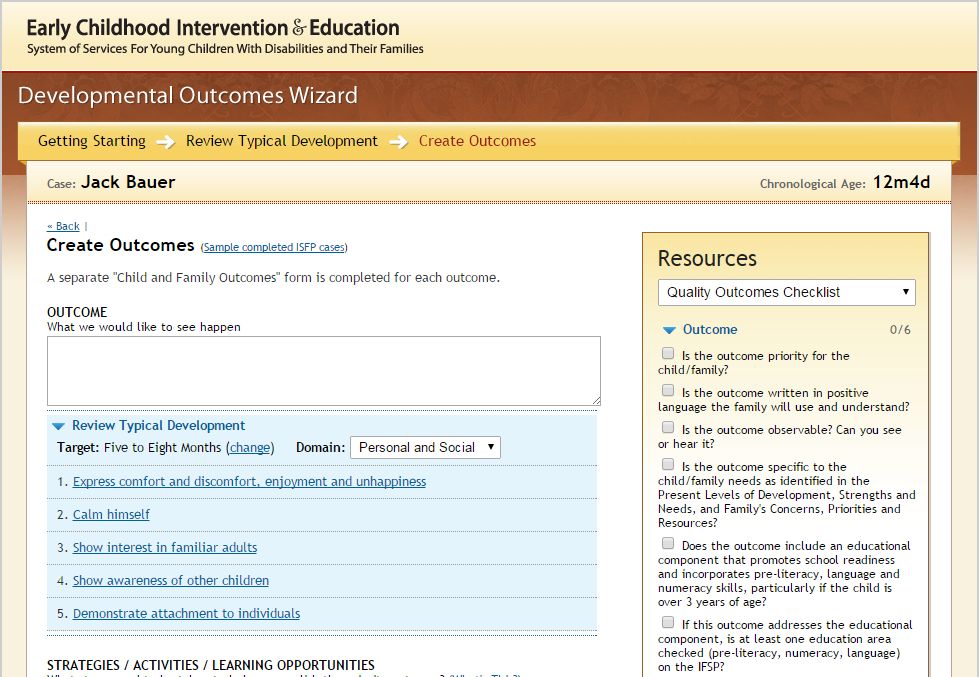 Early Childhood Intervention & Education
System of Services For Young Children With Disabilities and Their Families
Developmental Outcomes Wizard
Getting Starting Review Typical Development Create Outcomes
Case: Jack Bauer Chronological Age: 12m4d
« Back |
Create Outcomes (Sample completed ISFP cases)
A separate "Child and Family Outcomes" form is completed for each outcome.
OUTCOME
What we would like to see happen
Review Typical Development
Target: Five to Eight Months (change) Domain: Personal and Social
1. Express comfort and discomfort, enjoyment and unhappiness
2. Calm himself
3. Show interest in familiar adults
4. Show awareness of other children
5. Demonstrate attachment to individuals
STRATEGIES / ACTIVITIES / LEARNING OPPORTUNITIES
Resources
Quality Outcomes Checklist
Outcome 0/6
Is the outcome priority for the
child/family?
Is the outcome written in positive
language the family will use and understand?
Is the outcome observable? Can you see
or hear it?
Is the outcome specific to the
child/family needs as identified in the
Present Levels of Development, Strengths and
Needs, and Family's Concerns, Priorities and
Resources?
Does the outcome include an educational
component that promotes school readiness
and incorporates pre-literacy, language and
numeracy skills, particularly if the child is
over 3 years of age?
If this outcome addresses the educational
component, is at least one education area
checked (pre-literacy, numeracy, language)
on the IFSP?